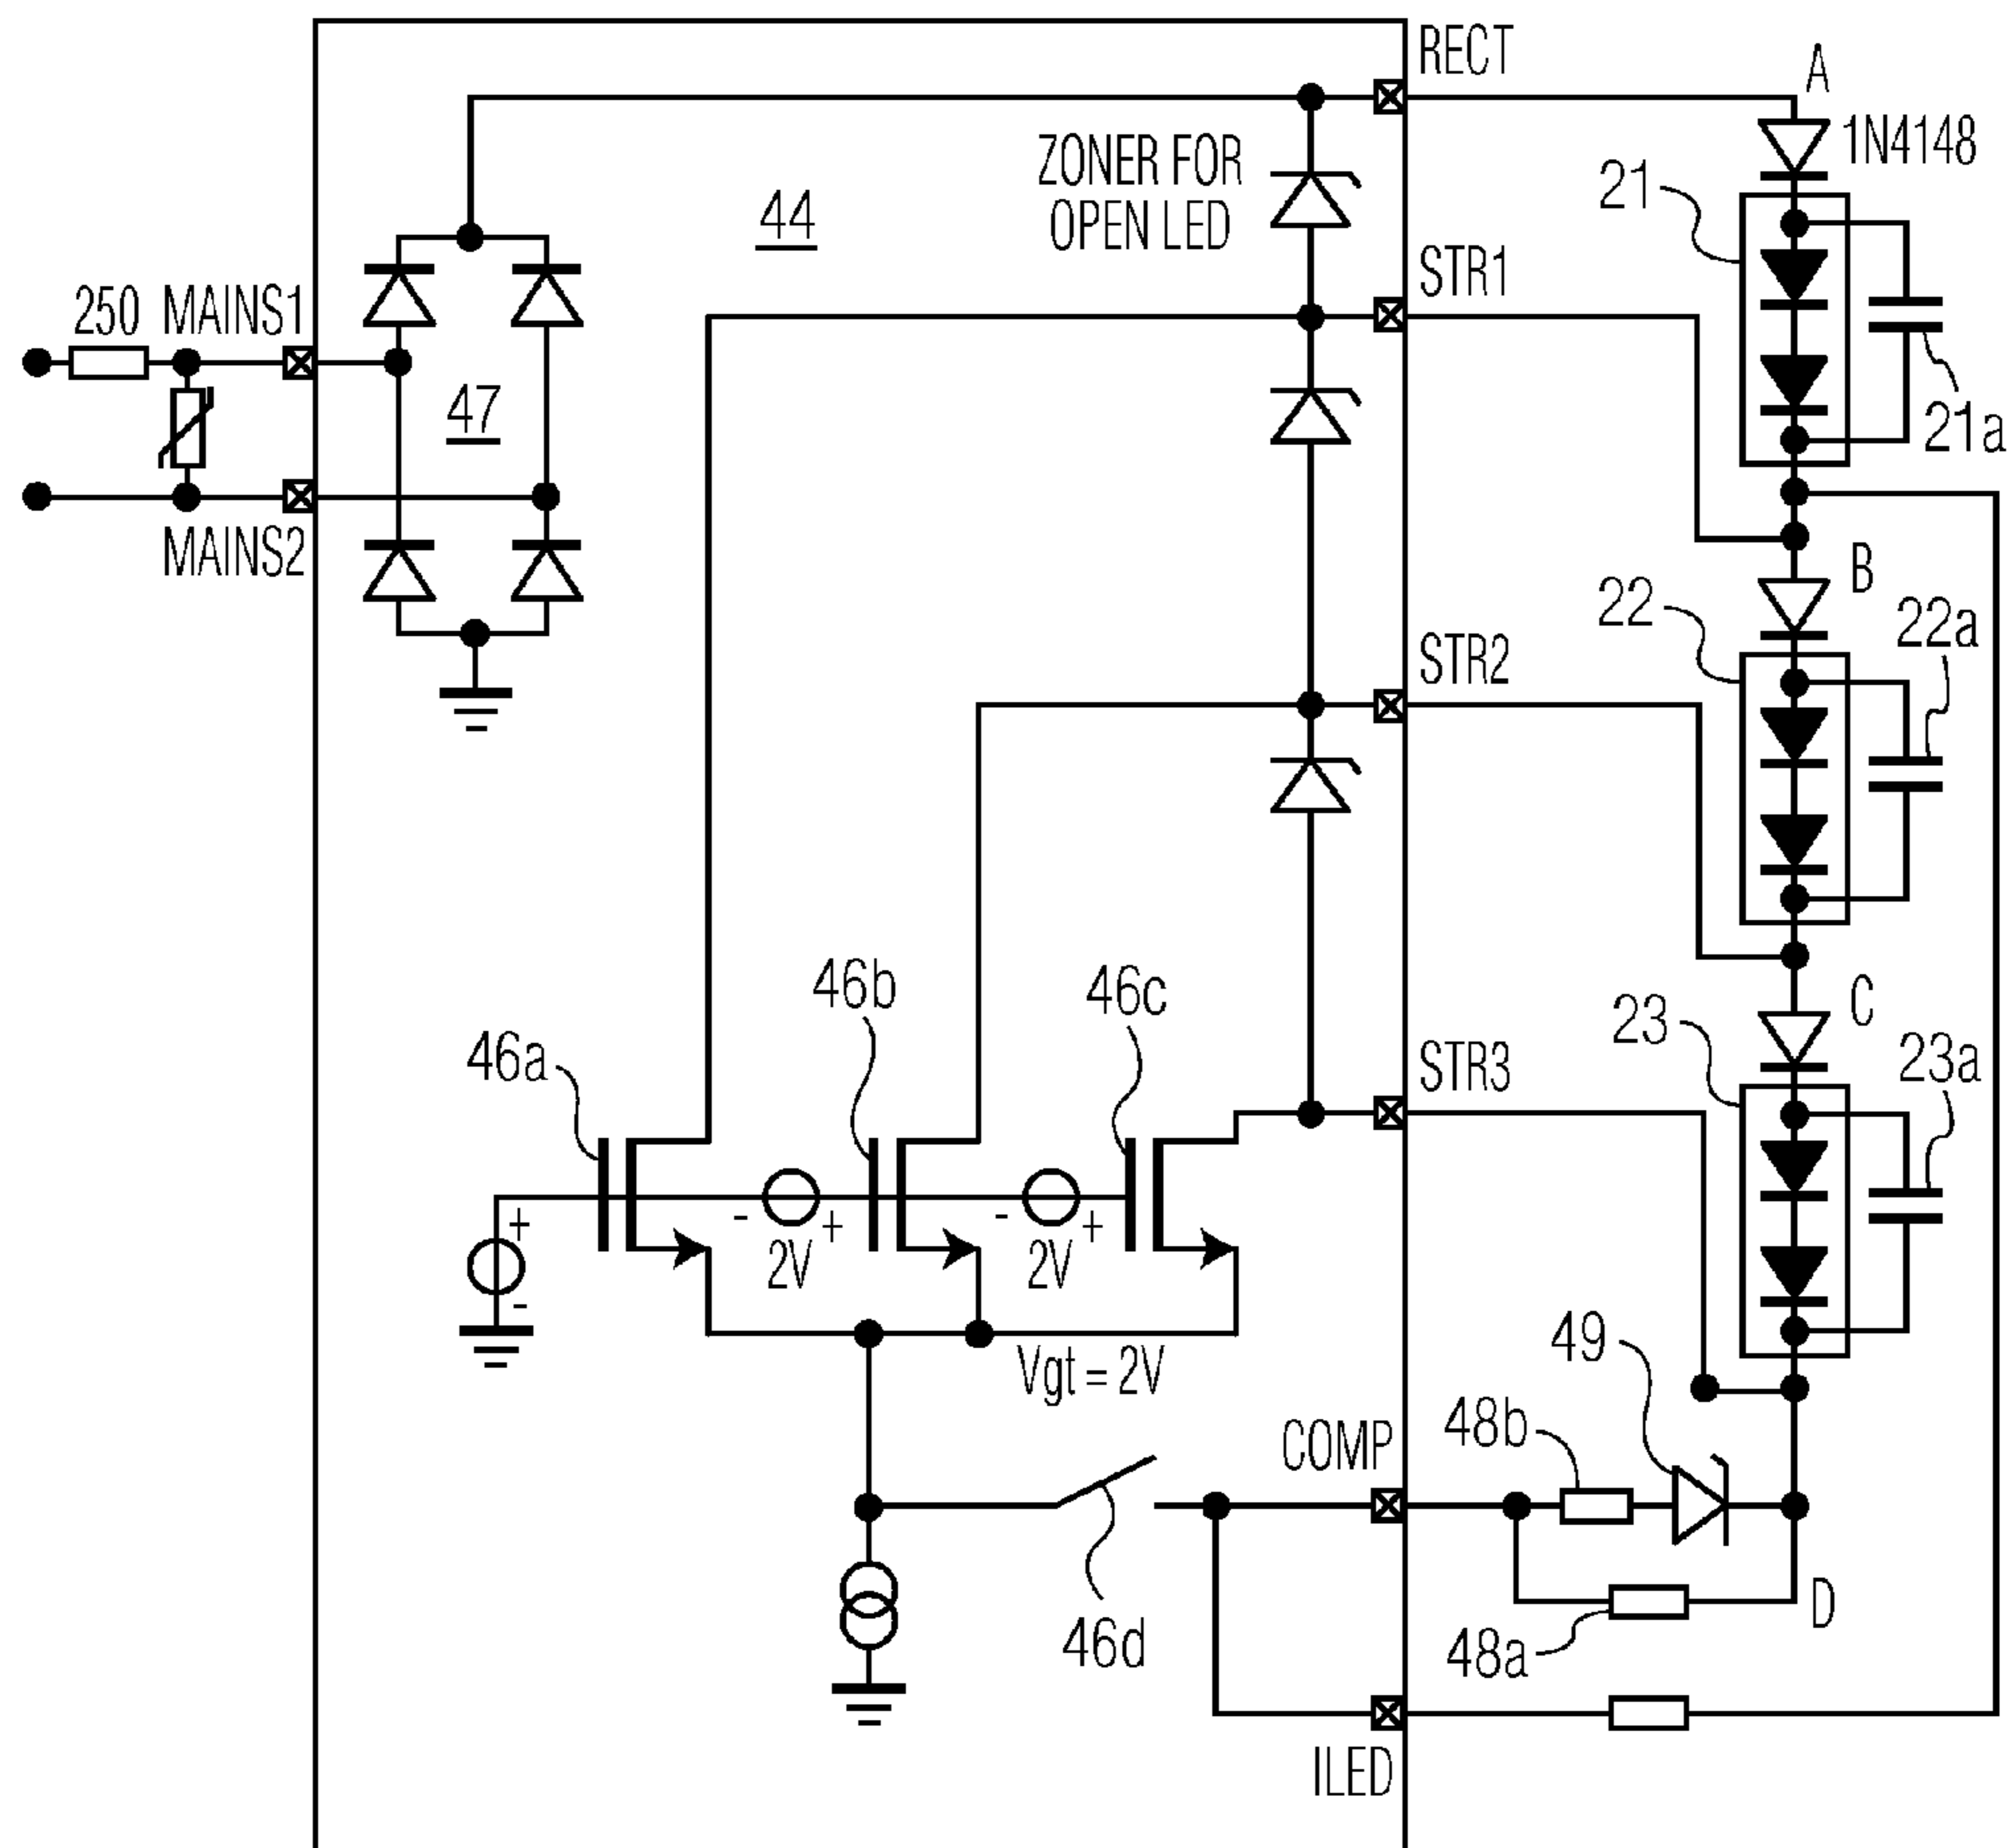 RECT
A
1N4148
ZONER FOR
OPEN LED
21
44
STR1
250
MAINS1
47
21a
MAINS2
B
22
22a
STR2
46b
46c
C
23
46a
STR3
23a
+
-
-
+
2V
-
+
2V
49
Vgt = 2V
COMP
48b
D
46d
48a
ILED